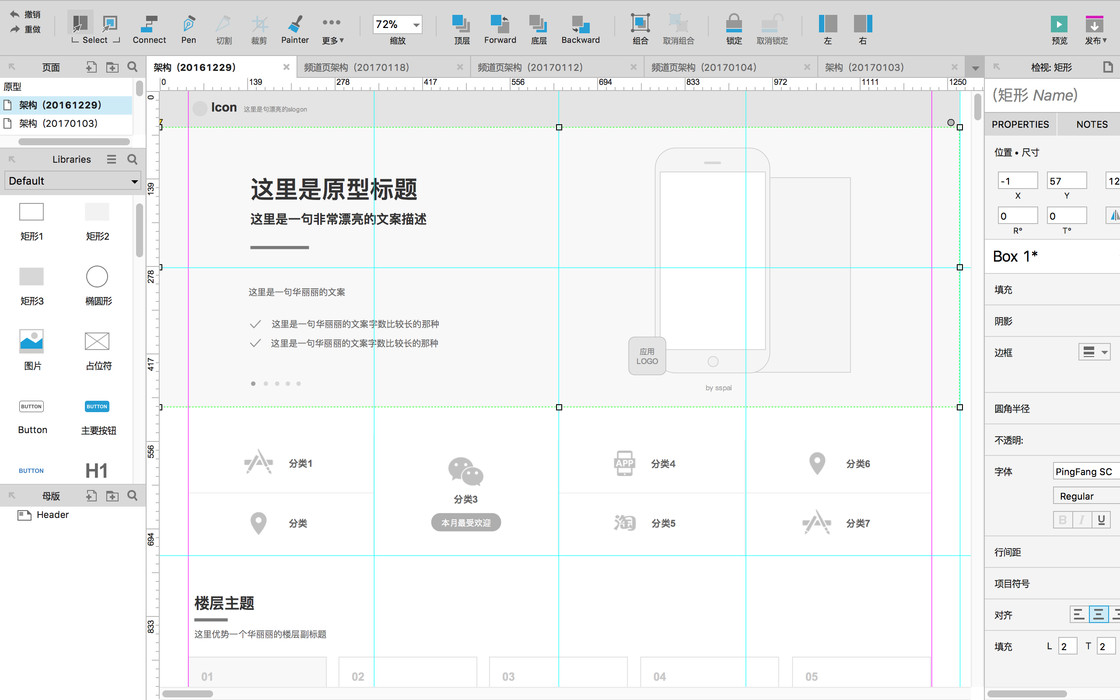 撤销
重做
Select
Connect
Pen
切割
裁剪
Painter
更多▾
72%
缩放
顶层
Forward
底层
Backward
组合
取消组合
锁定
取消锁定
左
右
预览
发布▾
页面
架构（20161229）
频道页架构（20170118）
频道页架构（20170112）
频道页架构（20170104）
架构（20170103）
检视: 矩形
原型
架构（20161229）
架构（20170103）
0 139 278 417 556 694 833 972 1111 1250
0
139
278
417
556
694
833
Libraries
Default
矩形1
矩形2
矩形3
椭圆形
图片
占位符
BUTTON
BUTTON
Button
主要按钮
BUTTON
H1
母版
Header
Icon
这里是句漂亮的slogon
这里是原型标题
这里是一句非常漂亮的文案描述
这里是一句华丽丽的文案
这里是一句华丽丽的文案字数比较长的那种
这里是一句华丽丽的文案字数比较长的那种
应用
LOGO
by sspai
分类1
分类3
APP
分类4
分类6
分类
本月最受欢迎
分类5
分类7
楼层主题
这里优势一个华丽丽的楼层副标题
01
02
03
04
05
(矩形 Name)
PROPERTIES
NOTES
位置 • 尺寸
-1
57
12
X
Y
0
0
R°
T°
Box 1*
填充
阴影
边框
圆角半径
不透明:
字体
PingFang SC
Regular
B
I
U
行间距
项目符号
对齐
填充
L
2
T
2